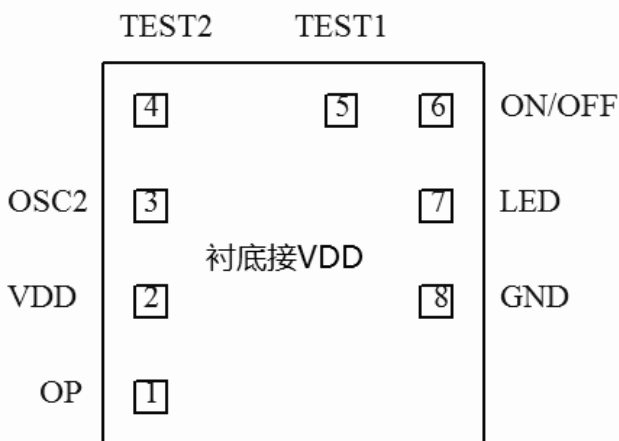 TEST2 TEST1
4 5 6 ON/OFF
OSC2 3 7 LED
衬底接VDD
VDD 2 8 GND
OP 1